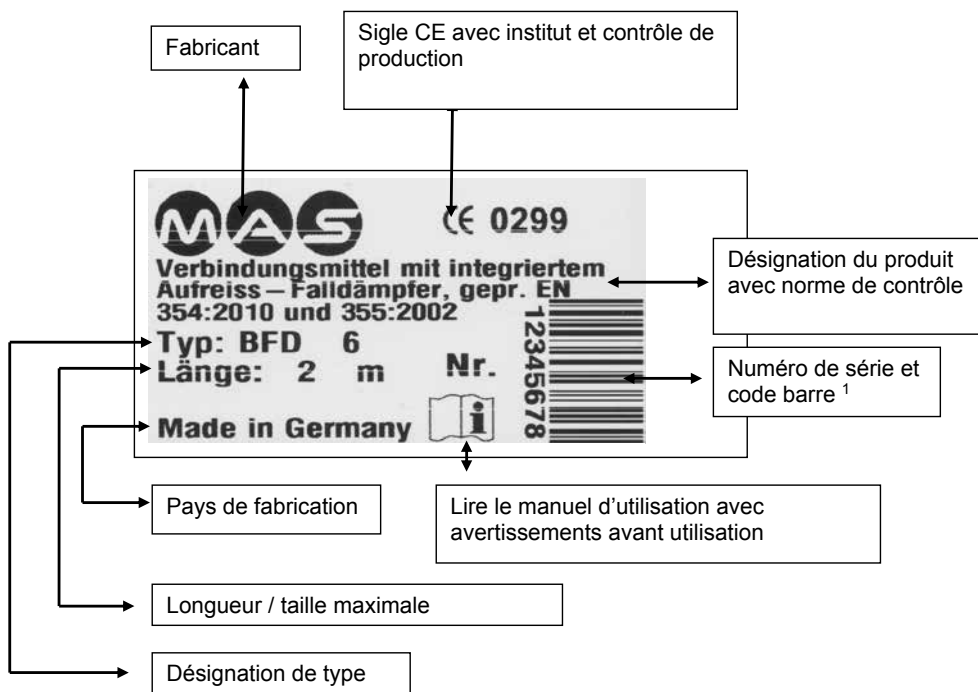 Fabricant
Sigle CE avec institut et contrôle de
production
MAS
CE 0299
Verbindungsmittel mit integriertem
Aufreiss – Falldämpfer, gepr. EN
354:2010 und 355:2002
Typ: BFD 6
Länge: 2 m
Nr.
12345678
Made in Germany
i
Désignation du produit
avec norme de contrôle
Numéro de série et
code barre 1
Pays de fabrication
Lire le manuel d’utilisation avec
avertissements avant utilisation
Longueur / taille maximale
Désignation de type